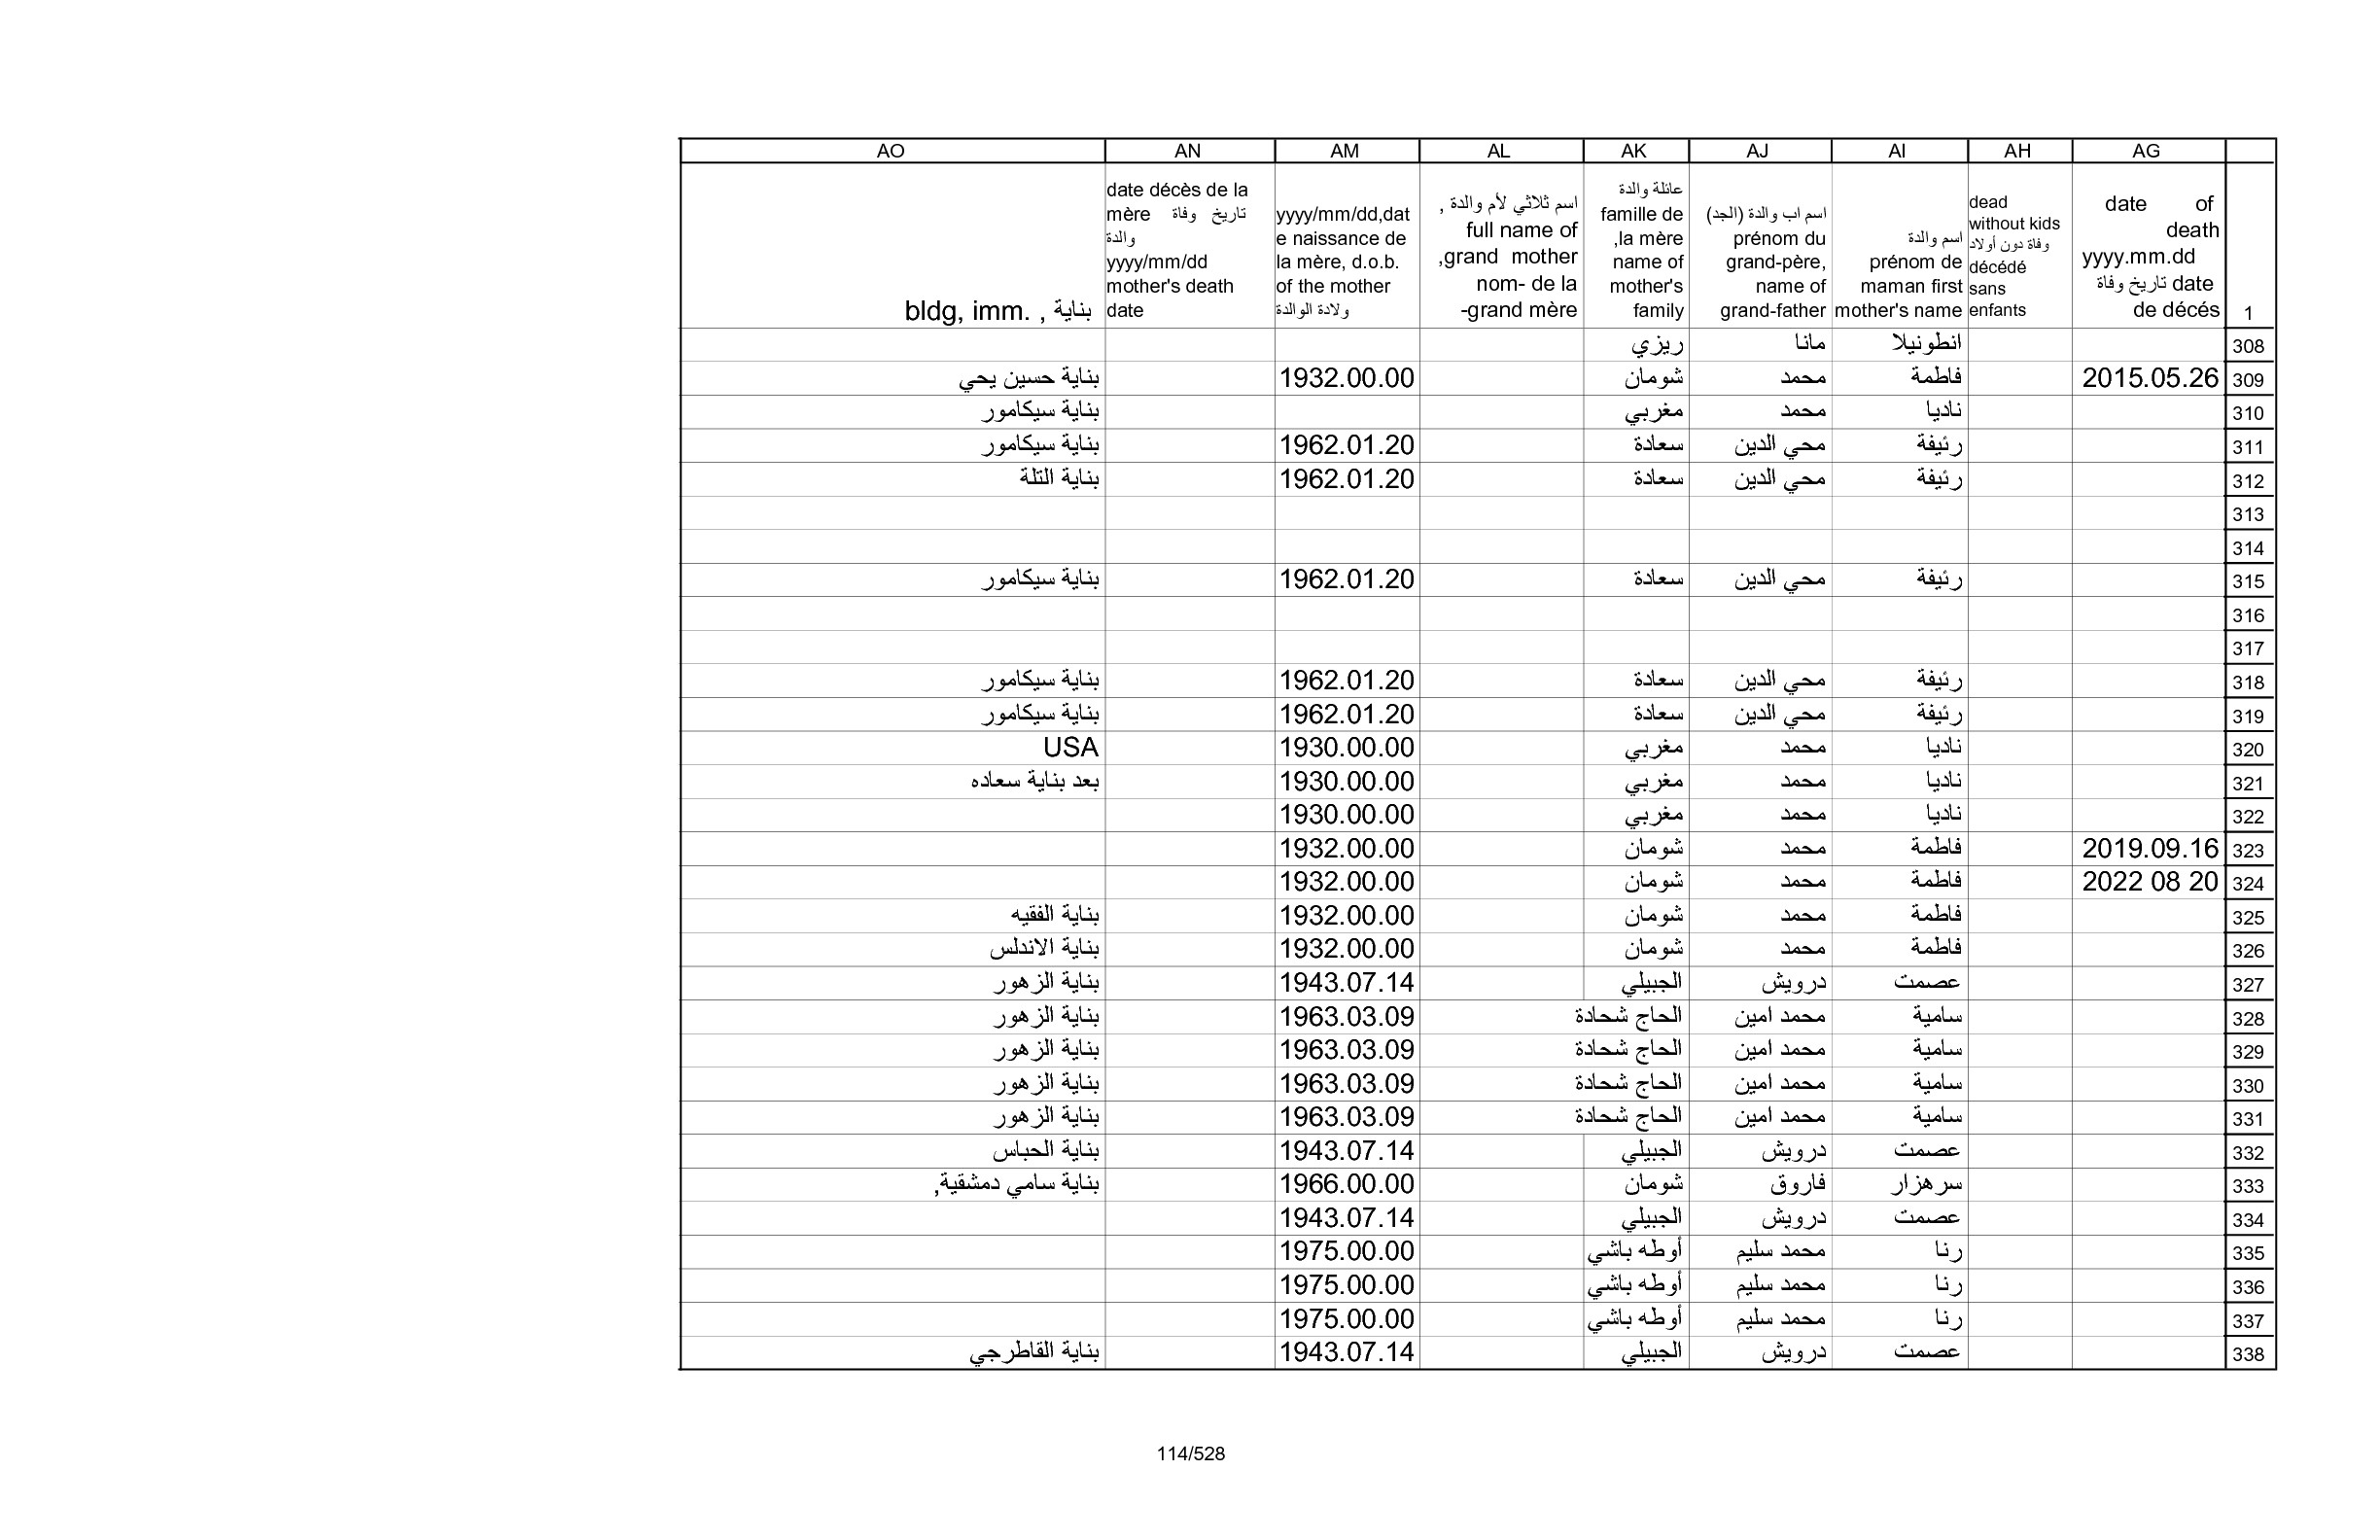 AG AH AI AJ AK AL AM AN AO
1
date of
death
yyyy.mm.dd
تاريخ وفاة date
de décés
dead
without kids
وفاة دون أولاد
décédé
sans
enfants
اسم والدة
prénom de
maman first
mother's name
اسم اب والدة (الجد)
prénom du
grand-père,
name of
grand-father
عائلة والدة
famille de
,la mère
name of
mother's
family
اسم ثلاثي لأم والدة ,
full name of
,grand mother
nom- de la
-grand mère
yyyy/mm/dd,dat
e naissance de
la mère, d.o.b.
of the mother
ولادة الوالدة
date décès de la
mère تاريخ وفاة
والدة
yyyy/mm/dd
mother's death
date
bldg, imm. , بناية
308 انطونيلا مانا ريزي
309 2015.05.26 فاطمة محمد شومان 1932.00.00 بناية حسين يحي
310 ناديا محمد مغربي بناية سيكامور
311 رئيفة محي الدين سعادة 1962.01.20 بناية سيكامور
312 رئيفة محي الدين سعادة 1962.01.20 بناية التلة
313
314
315 رئيفة محي الدين سعادة 1962.01.20 بناية سيكامور
316
317
318 رئيفة محي الدين سعادة 1962.01.20 بناية سيكامور
319 رئيفة محي الدين سعادة 1962.01.20 بناية سيكامور
320 ناديا محمد مغربي 1930.00.00 USA
321 ناديا محمد مغربي 1930.00.00 بعد بناية سعاده
322 ناديا محمد مغربي 1930.00.00
323 2019.09.16 فاطمة محمد شومان 1932.00.00
324 2022 08 20 فاطمة محمد شومان 1932.00.00
325 فاطمة محمد شومان 1932.00.00 بناية الفقيه
326 فاطمة محمد شومان 1932.00.00 بناية الاندلس
327 عصمت درويش الجبيلي 1943.07.14 بناية الزهور
328 سامية محمد امين الحاج شحادة 1963.03.09 بناية الزهور
329 سامية محمد امين الحاج شحادة 1963.03.09 بناية الزهور
330 سامية محمد امين الحاج شحادة 1963.03.09 بناية الزهور
331 سامية محمد امين الحاج شحادة 1963.03.09 بناية الزهور
332 عصمت درويش الجبيلي 1943.07.14 بناية الحباس
333 سرهزار فاروق شومان 1966.00.00 بناية سامي دمشقية,
334 عصمت درويش الجبيلي 1943.07.14
335 رنا محمد سليم أوطه باشي 1975.00.00
336 رنا محمد سليم أوطه باشي 1975.00.00
337 رنا محمد سليم أوطه باشي 1975.00.00
338 عصمت درويش الجبيلي 1943.07.14 بناية القاطرجي
114/528